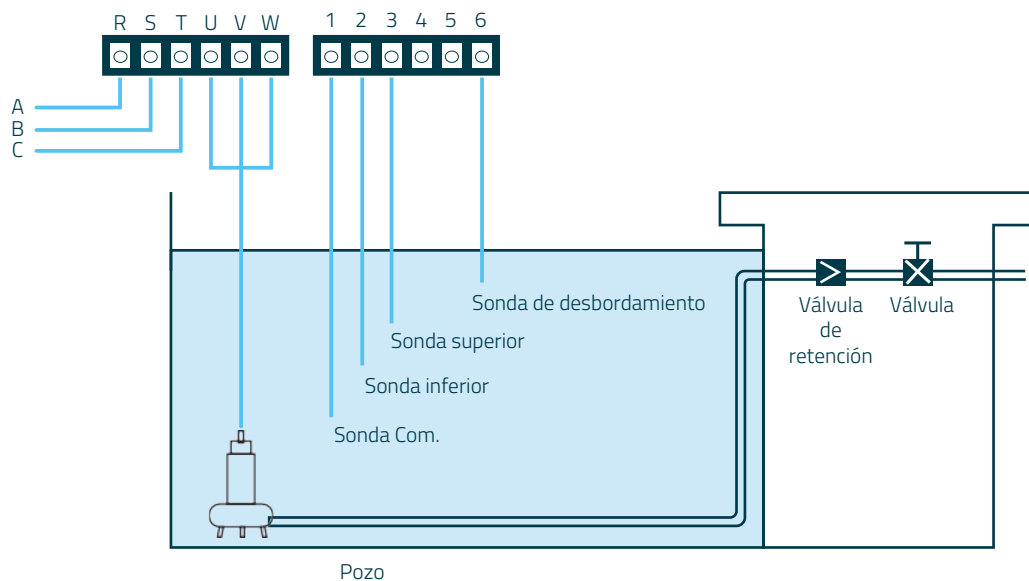 R S T U V W
1 2 3 4 5 6
A
B
C
Sonda de desbordamiento
Sonda superior
Sonda inferior
Sonda Com.
Válvula
de
retención
Válvula
Pozo